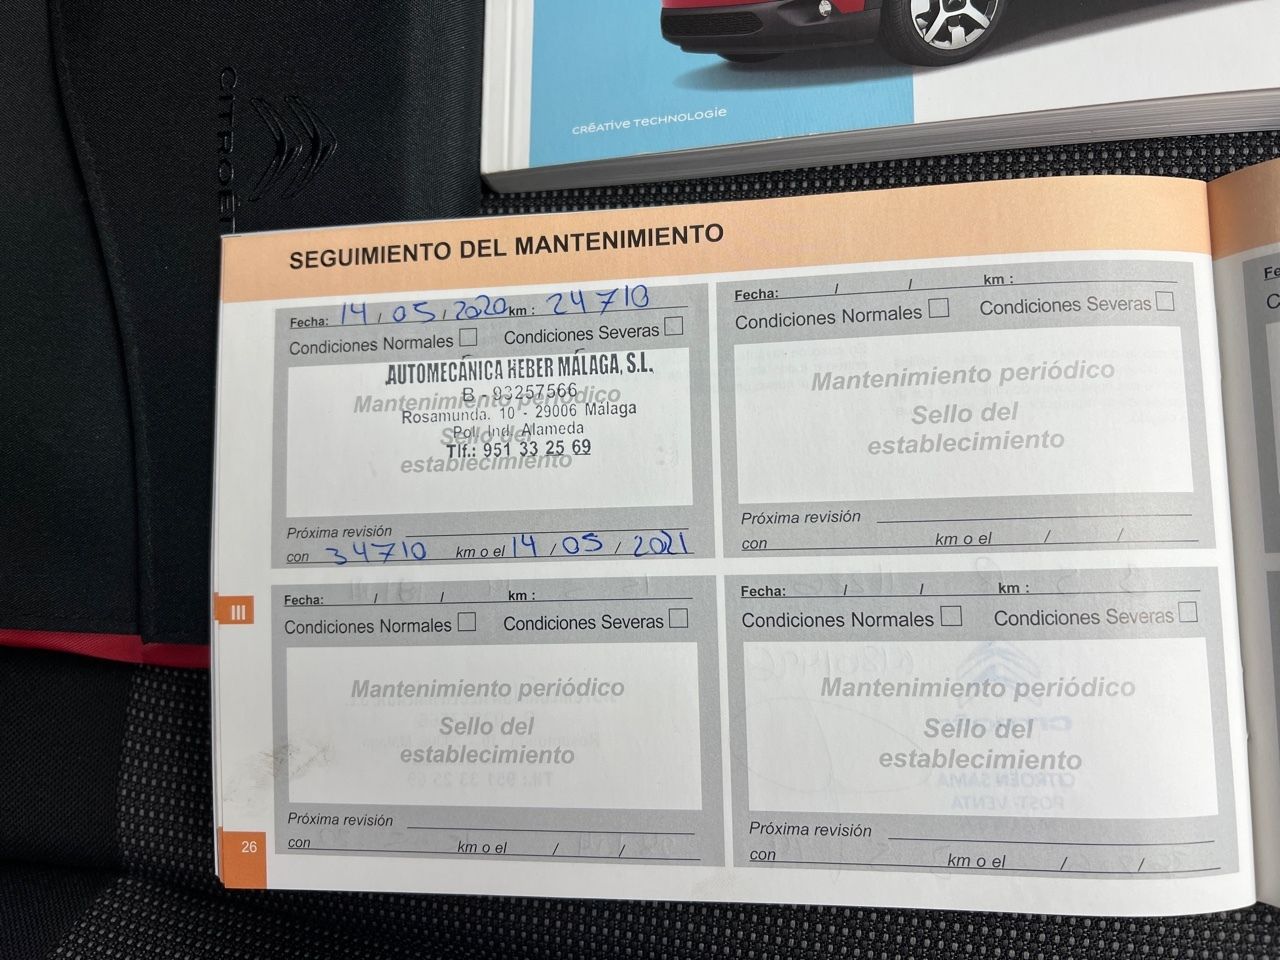 CITROËN
CRÉATIVE TECHNOLOGIE
SEGUIMIENTO DEL MANTENIMIENTO
Fecha: 14 / 05 / 2020 km : 24710
Condiciones Normales Condiciones Severas
AUTOMECÁNICA HEBER MÁLAGA, S.L.
B - 93257566
Mantenimiento periódico
Rosamunda. 10 - 29006 Málaga
Pol. Ind. Alameda
Sello del
Tlf.: 951 33 25 69
establecimiento
Próxima revisión
con 34710 km o el 14 / 05 / 2021
Fecha: / / km :
Condiciones Normales Condiciones Severas
Mantenimiento periódico
Sello del
establecimiento
Próxima revisión
con km o el / /
Fecha: / / km :
Condiciones Normales Condiciones Severas
Mantenimiento periódico
Sello del
establecimiento
Próxima revisión
con km o el / /
Fecha: / / km :
Condiciones Normales Condiciones Severas
Mantenimiento periódico
Sello del
establecimiento
Próxima revisión
con km o el / /
III
26